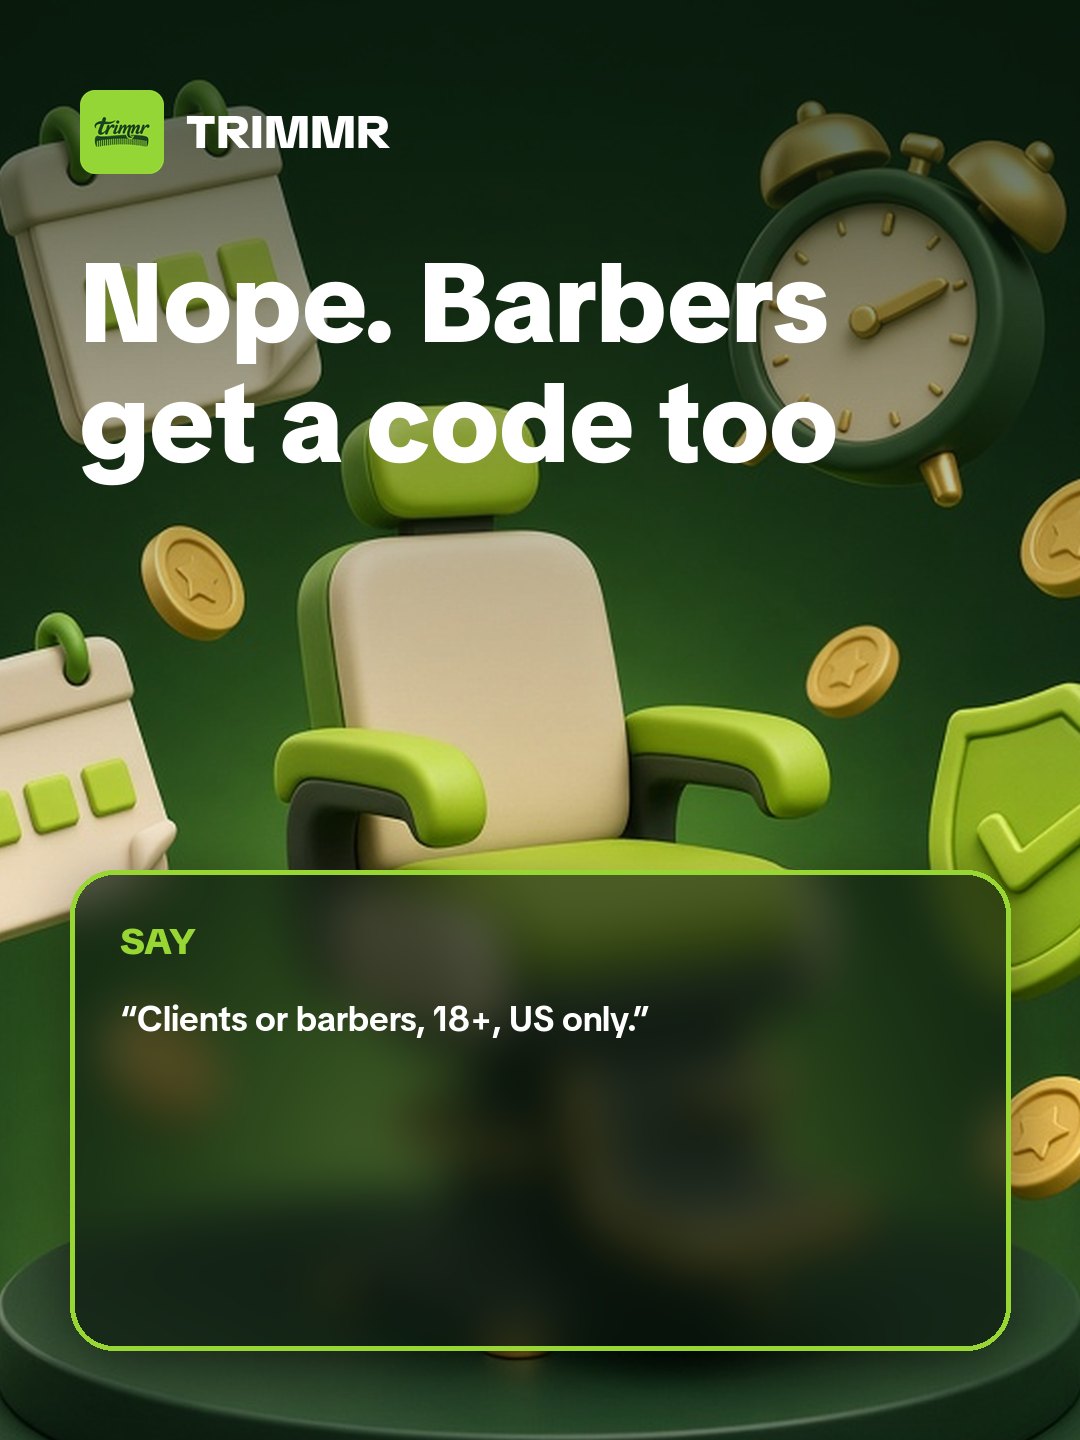 trimmr
TRIMMR
Nope. Barbers
get a code too
SAY
“Clients or barbers, 18+, US only.”